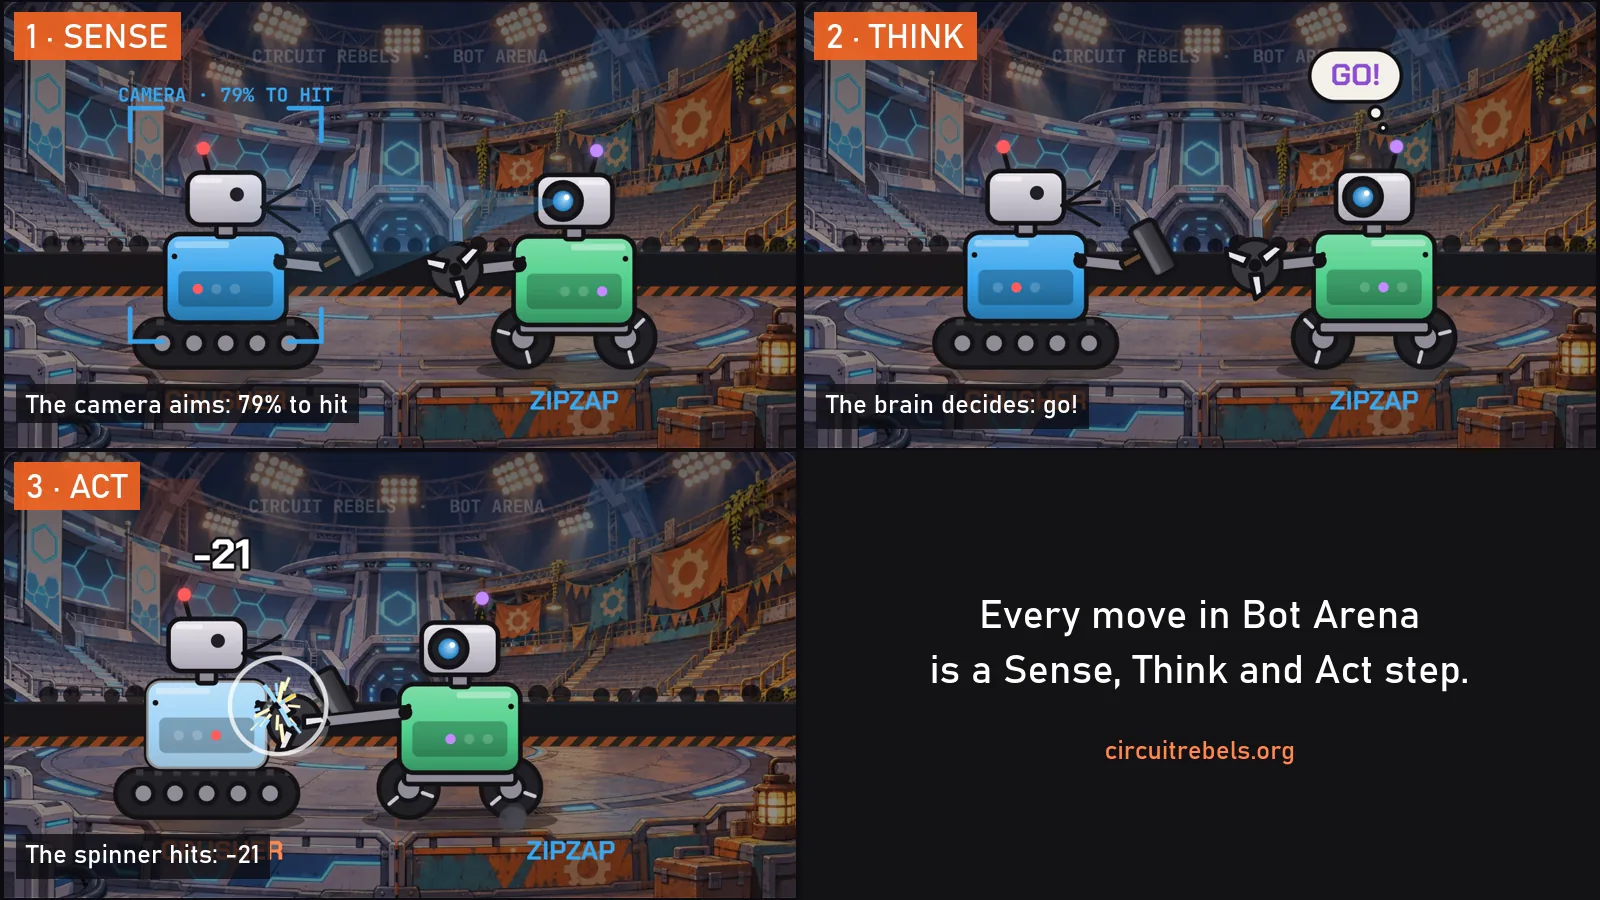 1 · SENSE
CIRCUIT REBELS · BOT ARENA
CAMERA · 79% TO HIT
The camera aims: 79% to hit
ZIPZAP
2 · THINK
CIRCUIT REBELS · BOT
GO!
The brain decides: go!
ZIPZAP
3 · ACT
CIRCUIT REBELS · BOT ARENA
-21
The spinner hits: -21
ZIPZAP
Every move in Bot Arena
is a Sense, Think and Act step.
circuitrebels.org